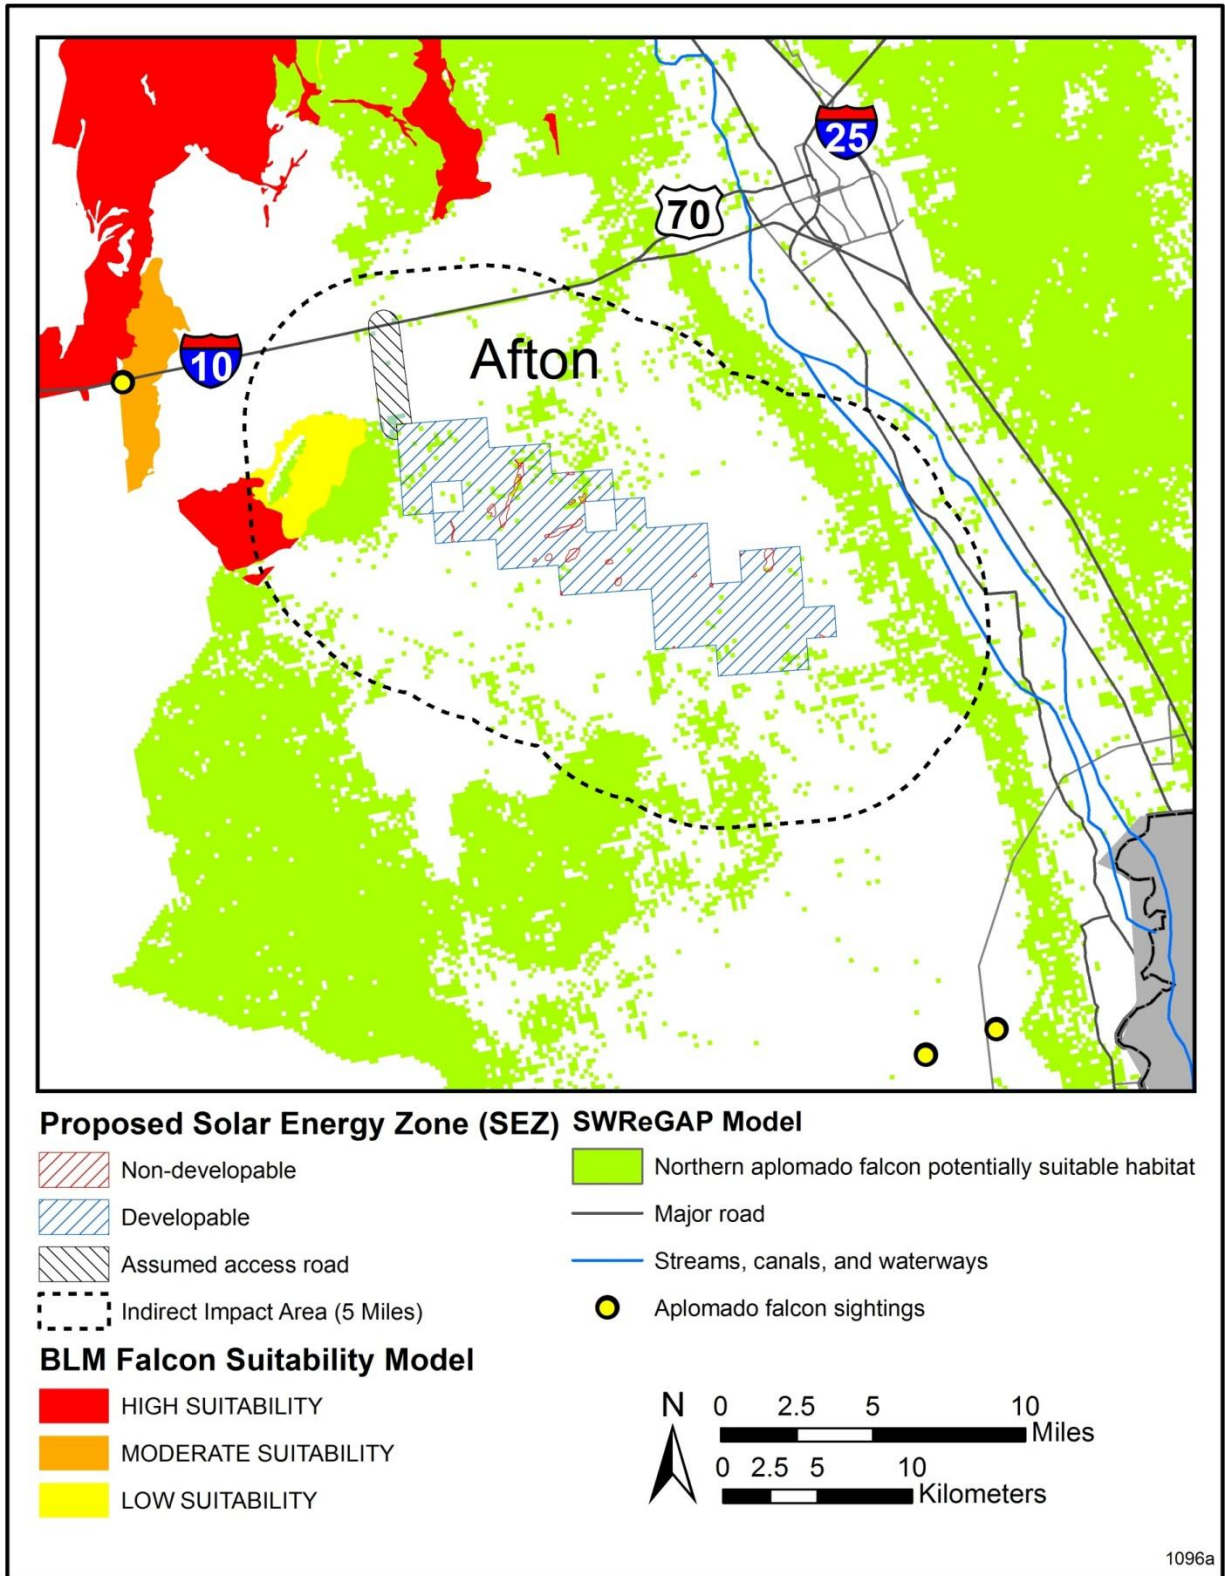 25
70
10
Afton
Proposed Solar Energy Zone (SEZ)
Non-developable
Developable
Assumed access road
Indirect Impact Area (5 Miles)
BLM Falcon Suitability Model
HIGH SUITABILITY
MODERATE SUITABILITY
LOW SUITABILITY
SWReGAP Model
Northern aplomado falcon potentially suitable habitat
Major road
Streams, canals, and waterways
Aplomado falcon sightings
N
0 2.5 5 10
Miles
0 2.5 5 10
Kilometers
1096a